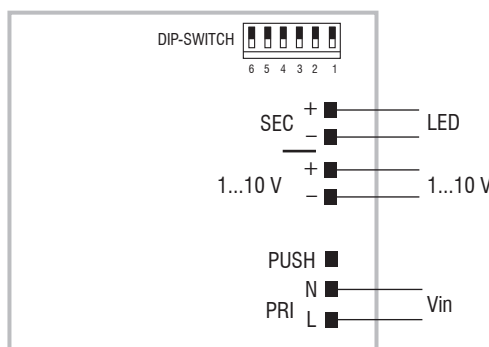 DIP-SWITCH
6 5 4 3 2 1
SEC + LED
−
1...10 V + 1...10 V
−
PUSH
PRI N Vin
L